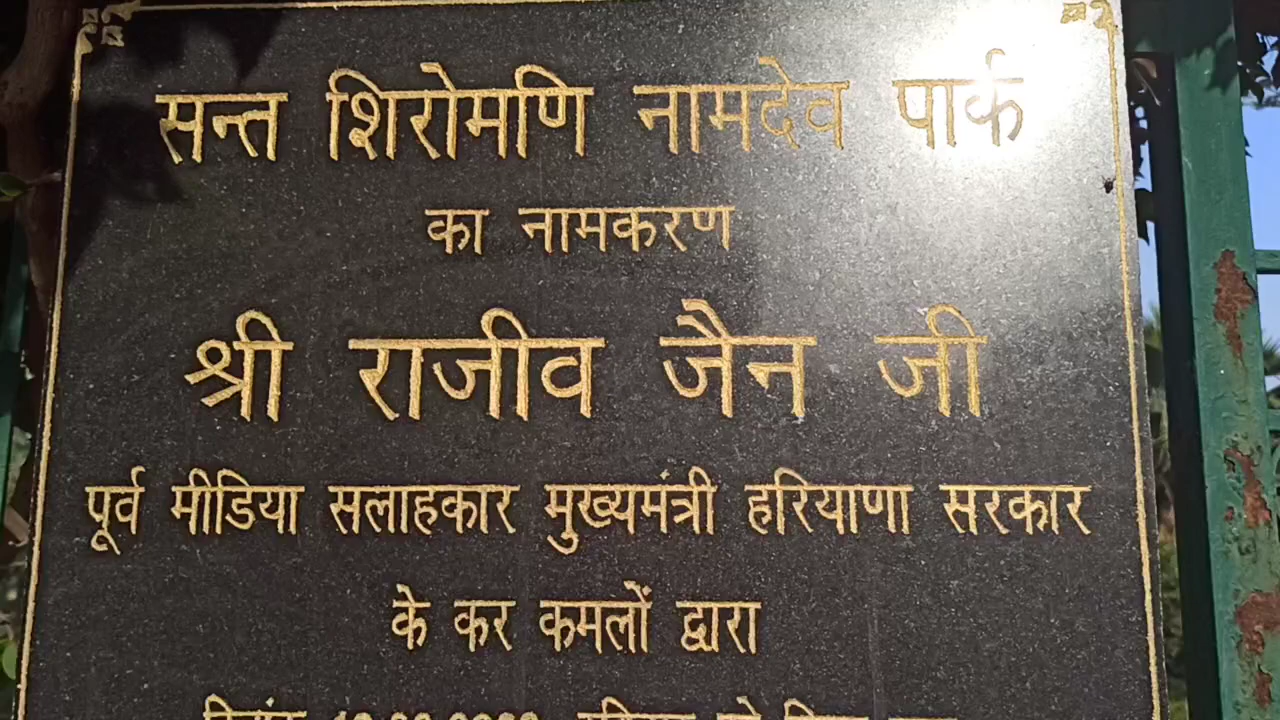 सन्त शिरोमणि नामदेव पार्क
का नामकरण
श्री राजीव जैन जी
पूर्व मीडिया सलाहकार मुख्यमंत्री हरियाणा सरकार
के कर कमलों द्वारा
दिनांक